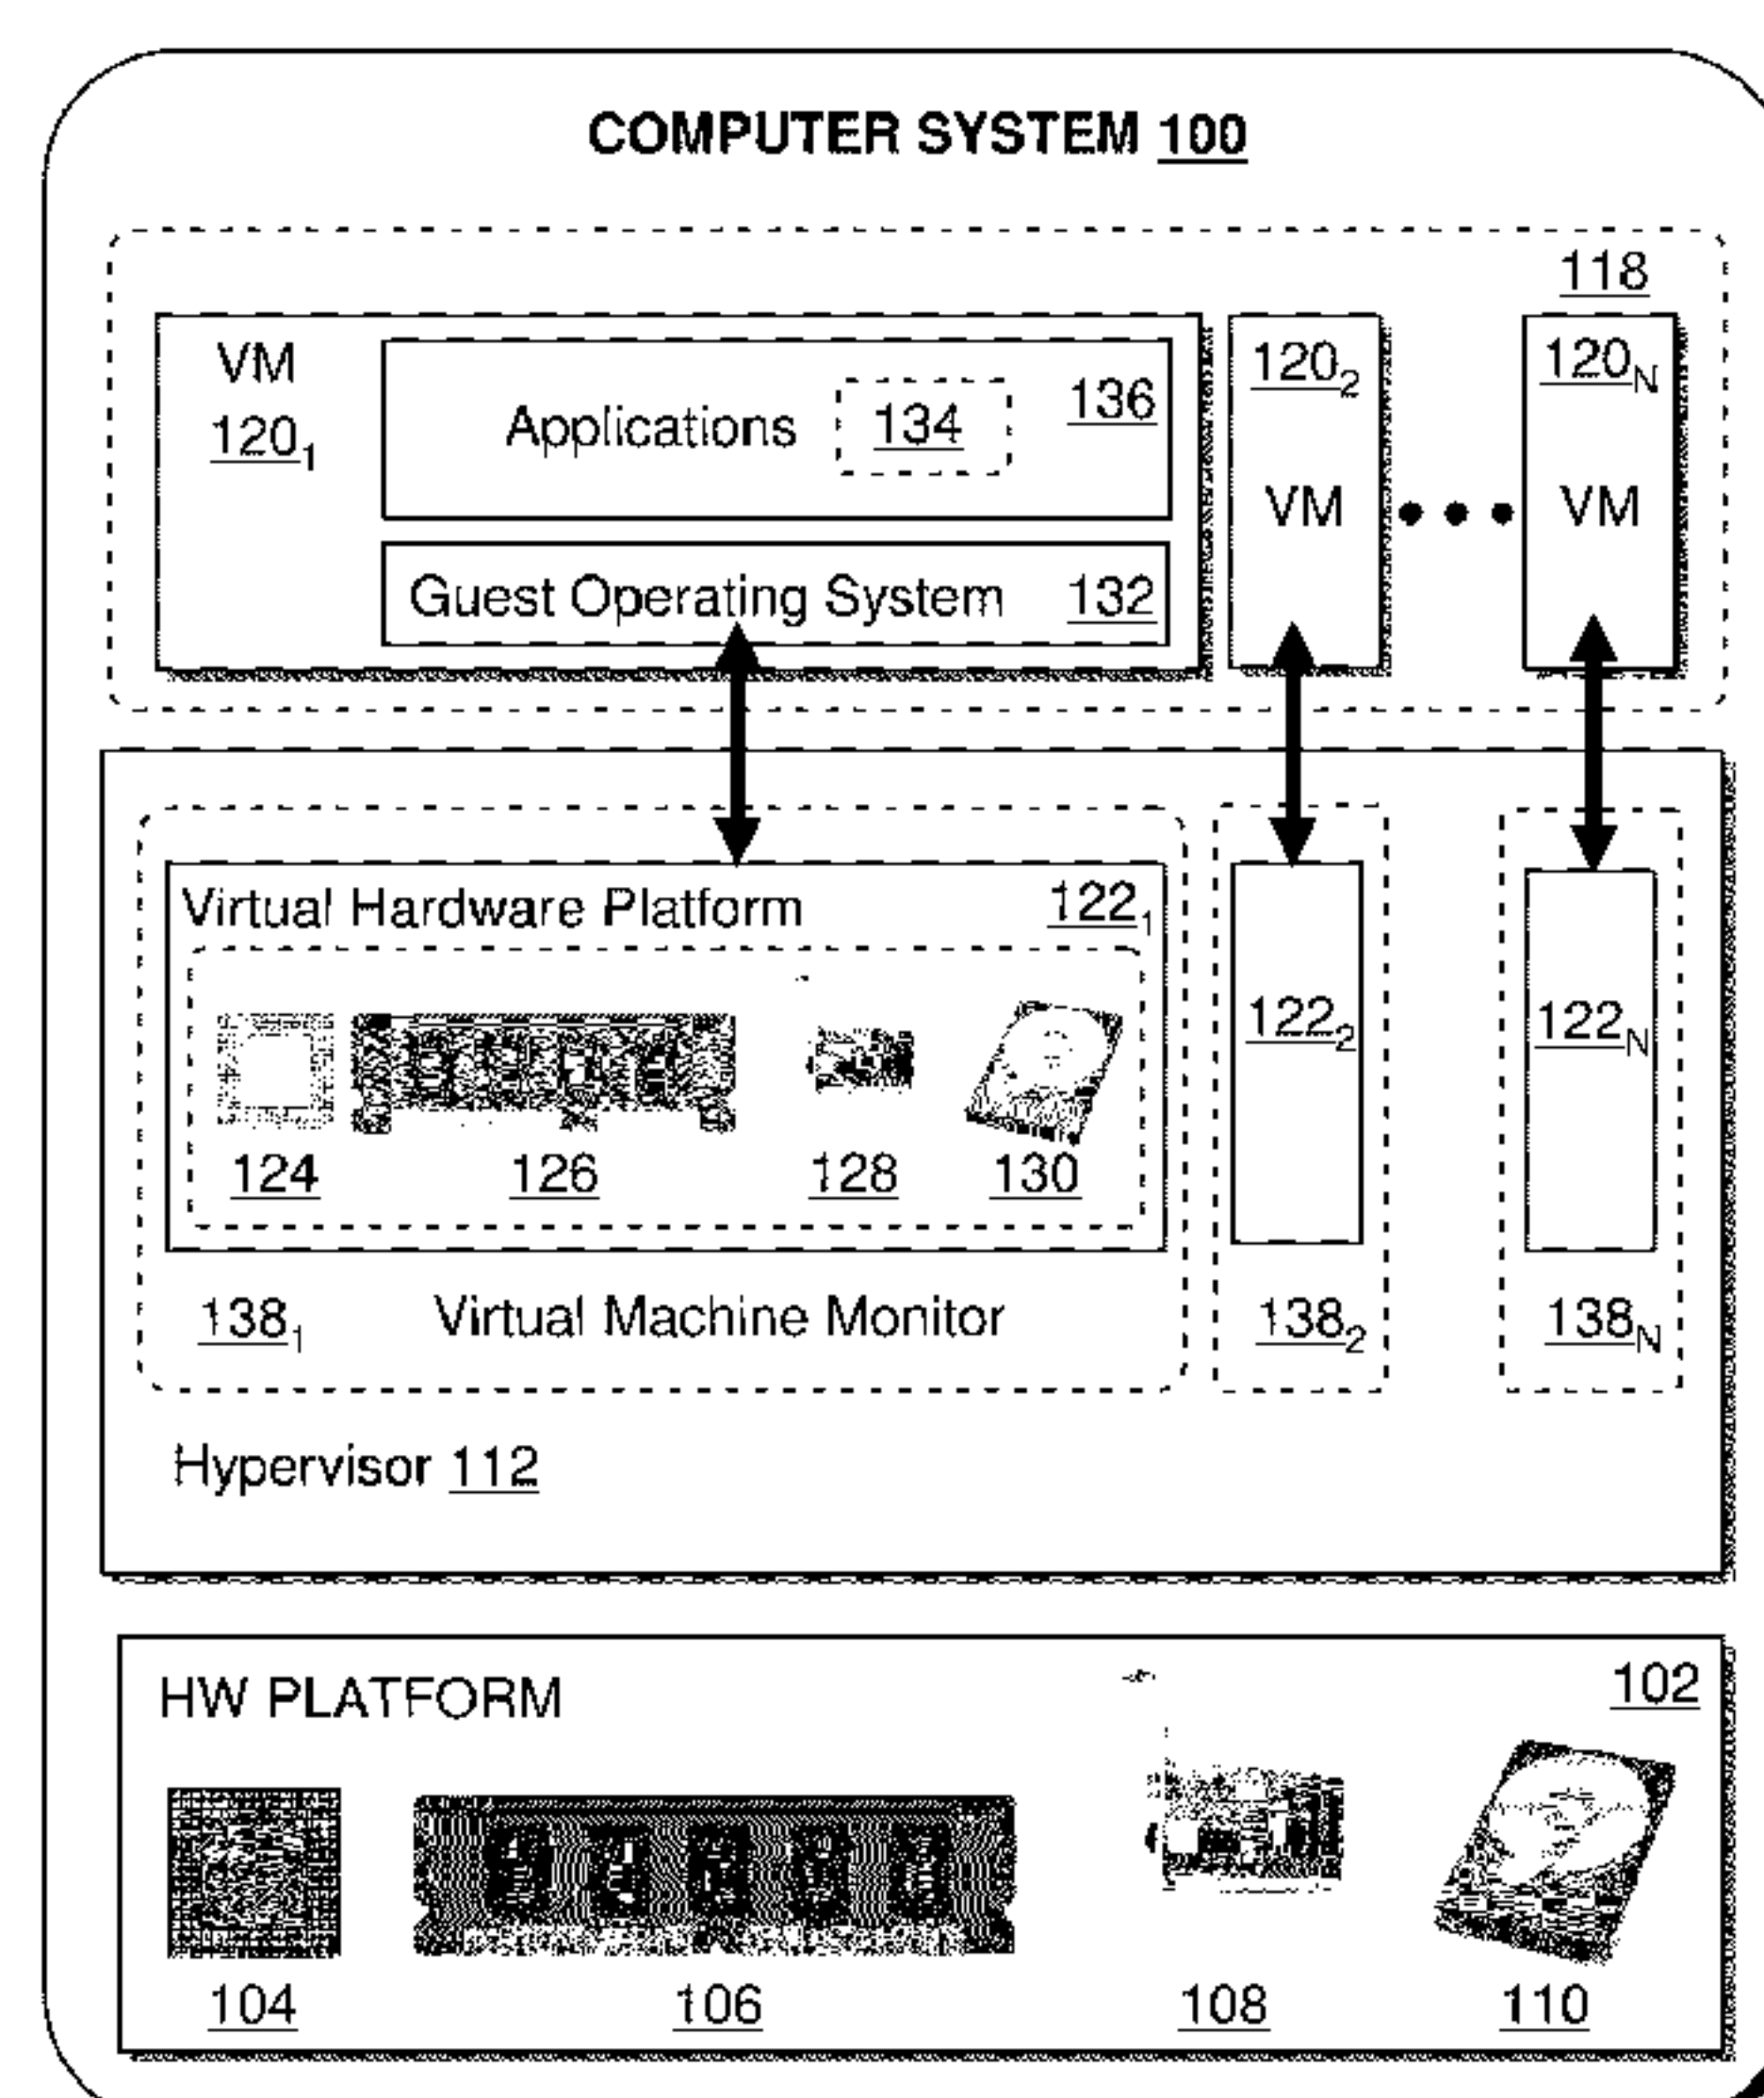 COMPUTER SYSTEM 100
118
VM
120₁
Applications 134 136
Guest Operating System 132
120₂
VM
120N
VM
Virtual Hardware Platform 122₁
124 126 128 130
138₁ Virtual Machine Monitor
122₂
138₂
122N
138N
Hypervisor 112
HW PLATFORM 102
104 106 108 110